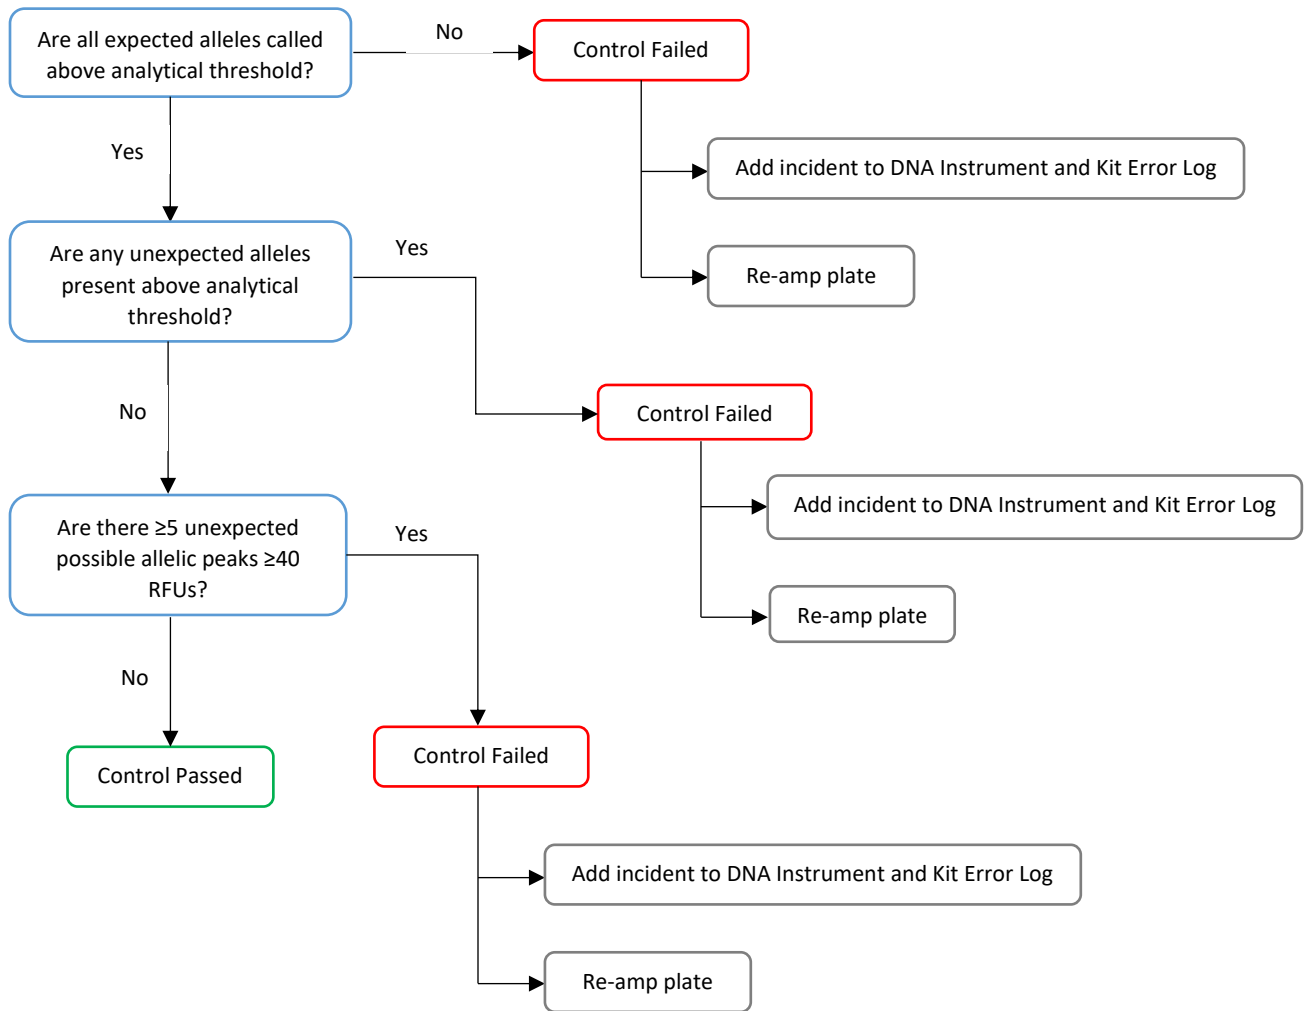 Are all expected alleles called
above analytical threshold?
No
Control Failed
Yes
Add incident to DNA Instrument and Kit Error Log
Re-amp plate
Are any unexpected alleles
present above analytical
threshold?
Yes
No
Control Failed
Add incident to DNA Instrument and Kit Error Log
Re-amp plate
Are there ≥5 unexpected
possible allelic peaks ≥40
RFUs?
Yes
No
Control Passed
Control Failed
Add incident to DNA Instrument and Kit Error Log
Re-amp plate